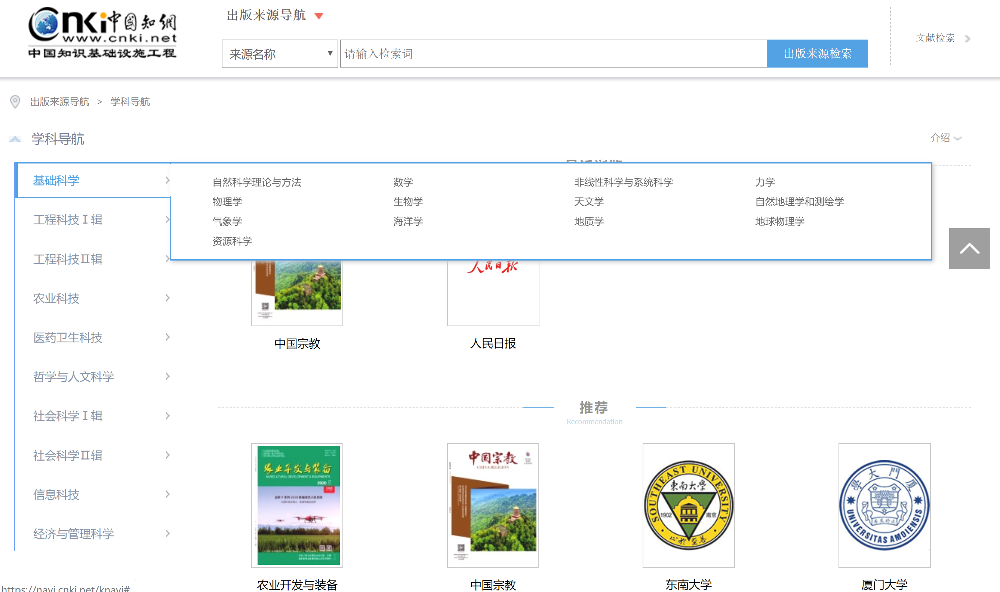 cnki中国知網
www.cnki.net
中国知识基础设施工程
出版来源导航
来源名称
请输入检索词
出版来源检索
文献检索
出版来源导航 > 学科导航
学科导航
介绍
基础科学
自然科学理论与方法 数学 非线性科学与系统科学 力学
物理学 生物学 天文学 自然地理学和测绘学
气象学 海洋学 地质学 地球物理学
资源科学
工程科技Ⅰ辑
工程科技Ⅱ辑
农业科技
医药卫生科技
哲学与人文科学
社会科学Ⅰ辑
社会科学Ⅱ辑
信息科技
经济与管理科学
人民日报
中国宗教
人民日报
推荐
Recommendation
农业开发与装备
AGRICULTURAL DEVELOPMENT & EQUIPMENTS
2020
中国宗教
CHINA RELIGION
SOUTHEAST UNIVERSITY
東南大學
1902
南京
學大門廈
UNIVERSITAS AMOIENSIS
农业开发与装备
中国宗教
东南大学
厦门大学
https://navi.cnki.net/knavi#